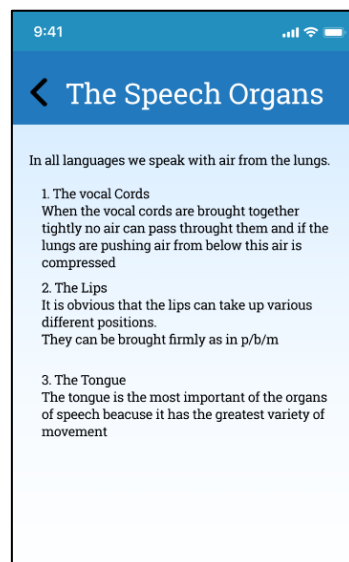 9:41
The Speech Organs
In all languages we speak with air from the lungs.
1. The vocal Cords
When the vocal cords are brought together
tightly no air can pass throught them and if the
lungs are pushing air from below this air is
compressed
2. The Lips
It is obvious that the lips can take up various
different positions.
They can be brought firmly as in p/b/m
3. The Tongue
The tongue is the most important of the organs
of speech beacuse it has the greatest variety of
movement